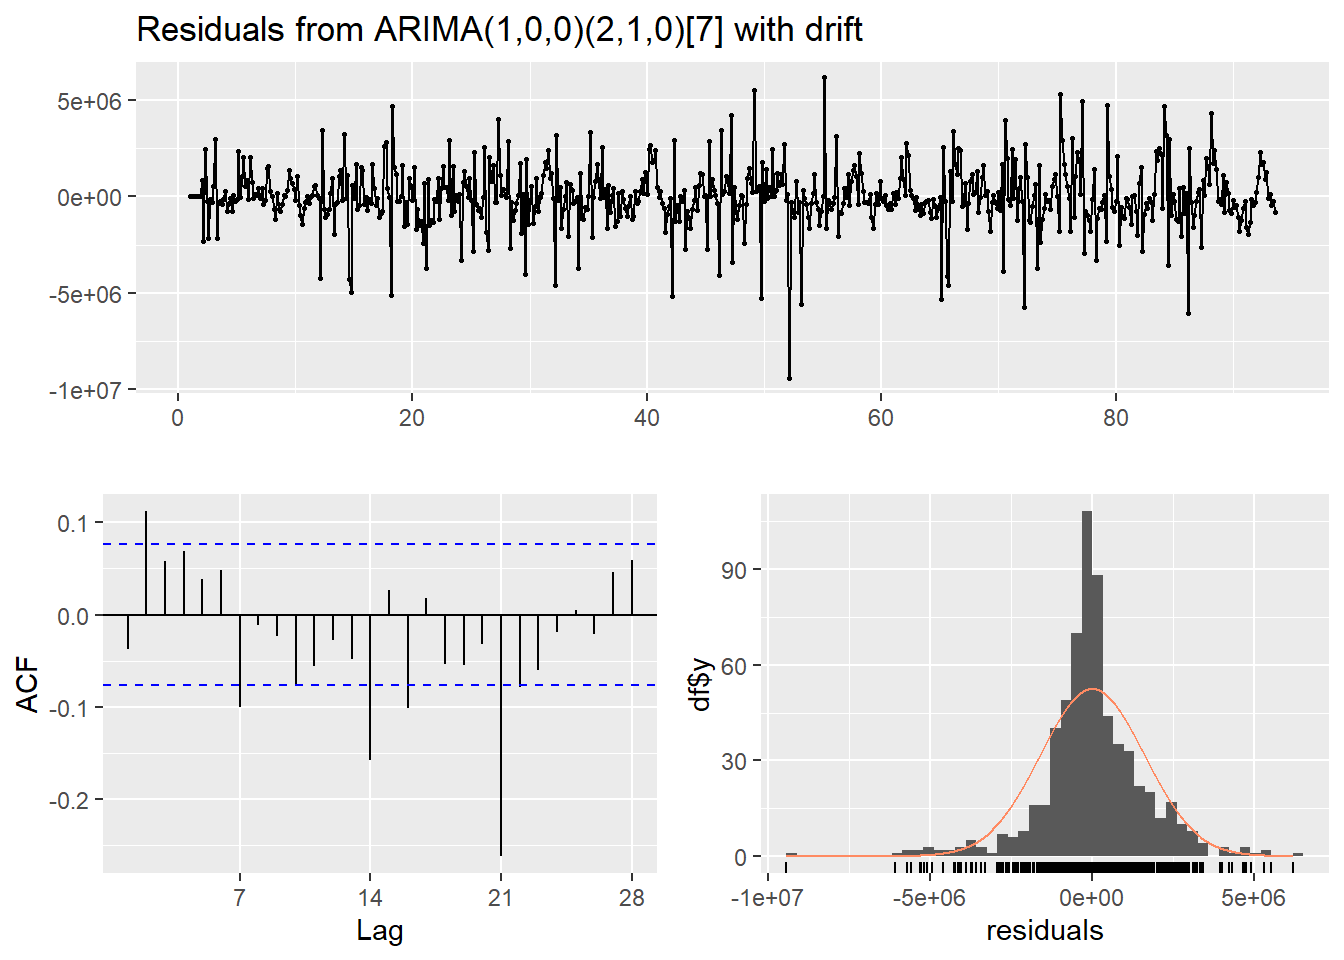 Residuals from ARIMA(1,0,0)(2,1,0)[7] with drift
5e+06
0e+00
-5e+06
-1e+07
0 20 40 60 80
ACF
0.1
0.0
-0.1
-0.2
7 14 21 28
Lag
df$y
90
60
30
0
-1e+07 -5e+06 0e+00 5e+06
residuals